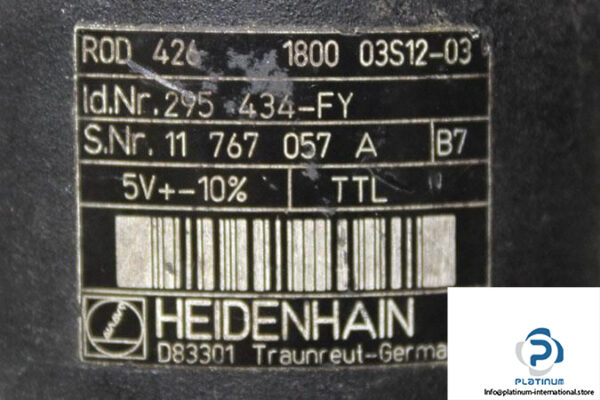 ROD 426 1800 03S12-03
Id.Nr. 295 434-FY
S.Nr. 11 767 057 A B7
5V+-10% TTL
HEIDENHAIN
D83301 Traunreut-Germa
PLATINUM
Info@platinum-international.store